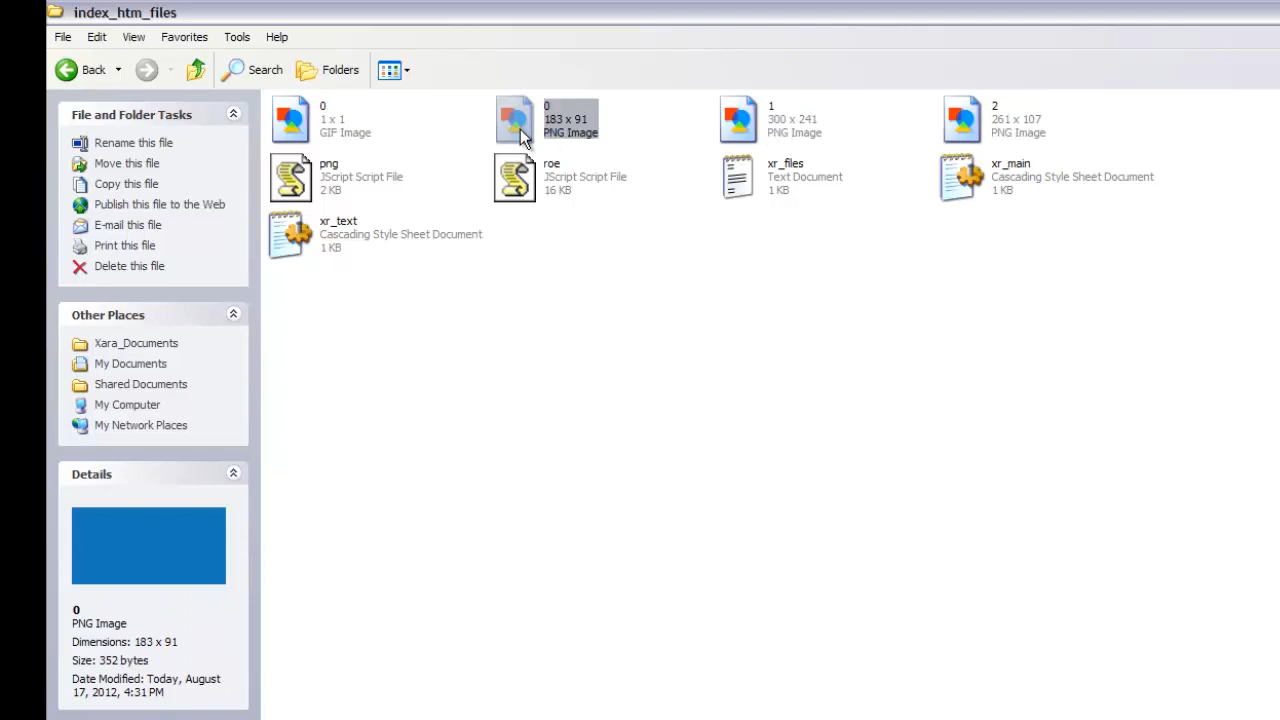 index_htm_files
File Edit View Favorites Tools Help
Back Search Folders
File and Folder Tasks
Rename this file
Move this file
Copy this file
Publish this file to the Web
E-mail this file
Print this file
Delete this file
Other Places
Xara_Documents
My Documents
Shared Documents
My Computer
My Network Places
Details
0
PNG Image
Dimensions: 183 x 91
Size: 352 bytes
Date Modified: Today, August
17, 2012, 4:31 PM
0
1 x 1
GIF Image
0
183 x 91
PNG Image
1
300 x 241
PNG Image
2
261 x 107
PNG Image
png
JScript Script File
2 KB
roe
JScript Script File
16 KB
xr_files
Text Document
1 KB
xr_main
Cascading Style Sheet Document
1 KB
xr_text
Cascading Style Sheet Document
1 KB